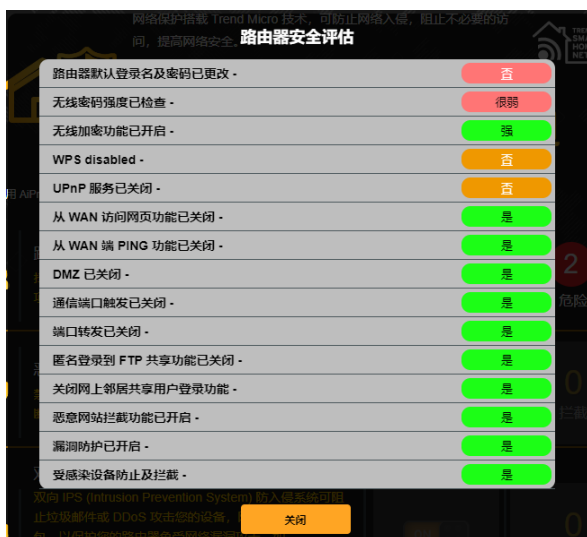 网络保护搭载 Trend Micro 技术，可防止网络入侵，阻止不必要的访
问，提高网络安全。
路由器安全评估
路由器默认登录名及密码已更改 - 否
无线密码强度已检查 - 很弱
无线加密功能已开启 - 强
WPS disabled - 否
UPnP 服务已关闭 - 否
从 WAN 访问网页功能已关闭 - 是
从 WAN 端 PING 功能已关闭 - 是
DMZ 已关闭 - 是
通信端口触发已关闭 - 是
端口转发已关闭 - 是
匿名登录到 FTP 共享功能已关闭 - 是
关闭网上邻居共享用户登录功能 - 是
恶意网站拦截功能已开启 - 是
漏洞防护已开启 - 是
受感染设备防止及拦截 - 是
2
危险
0
拦截
双向 IPS (Intrusion Prevention System) 防入侵系统可阻
止垃圾邮件或 DDoS 攻击您的设备，
关闭
0